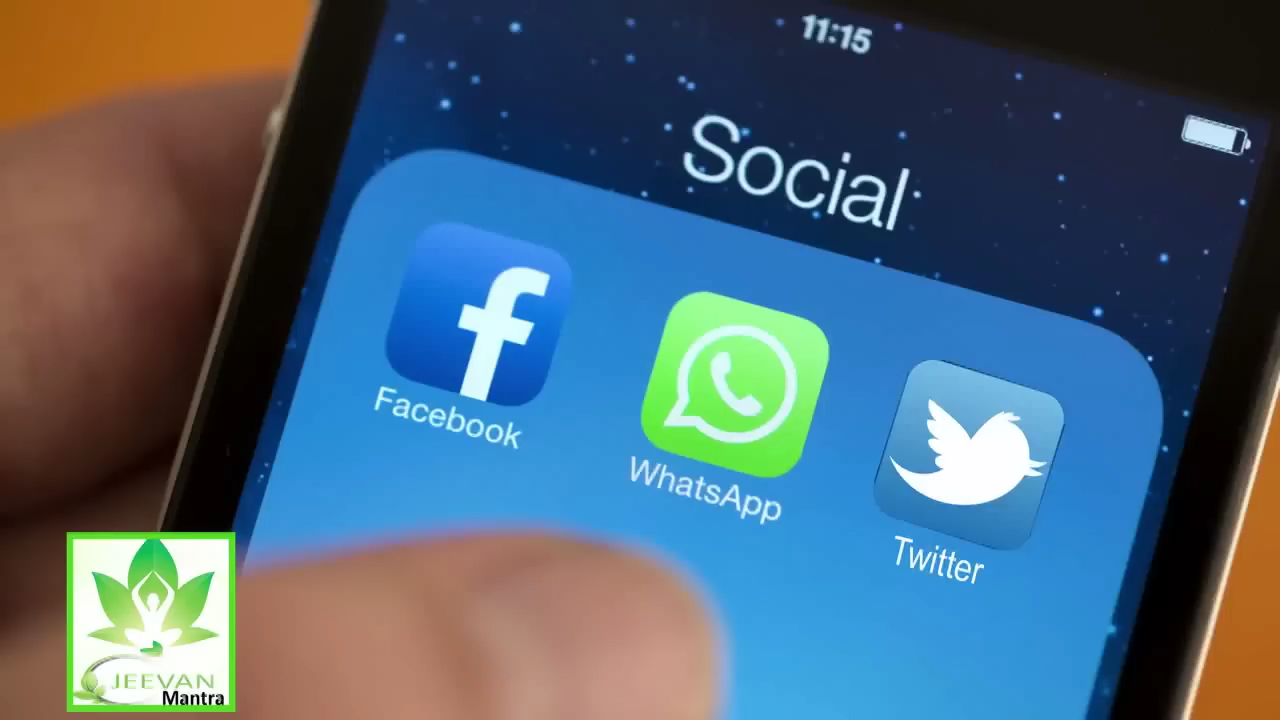 11:15
Social
Facebook
WhatsApp
Twitter
JEEVAN
Mantra